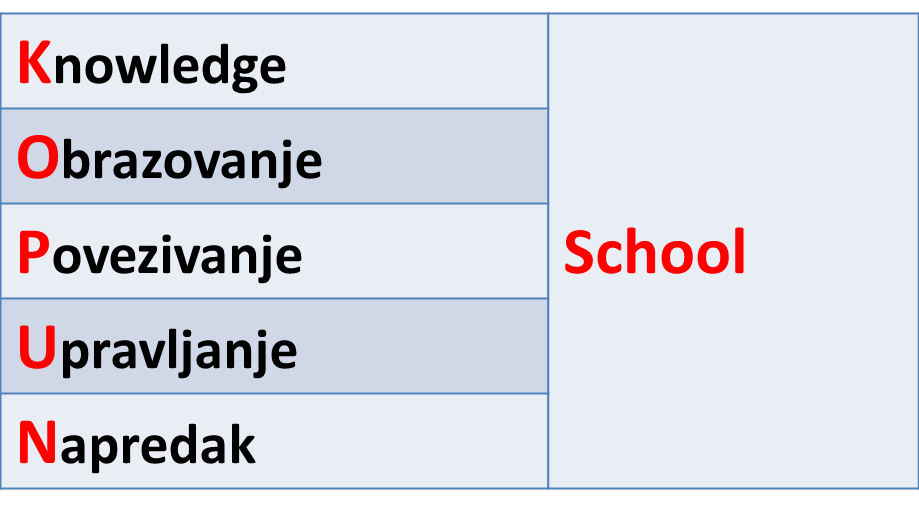 Knowledge
Obrazovanje
Povezivanje
Upravljanje
Napredak
School